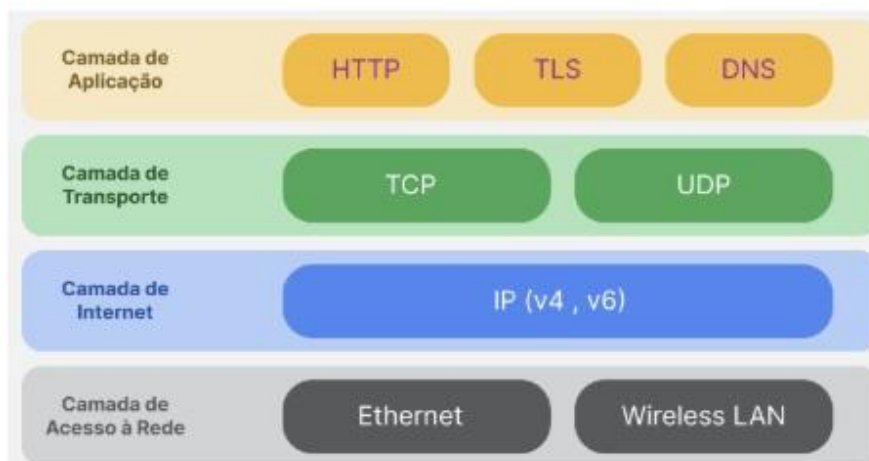 Camada de
Aplicação
HTTP
TLS
DNS
Camada de
Transporte
TCP
UDP
Camada de
Internet
IP (v4 , v6)
Camada de
Acesso à Rede
Ethernet
Wireless LAN